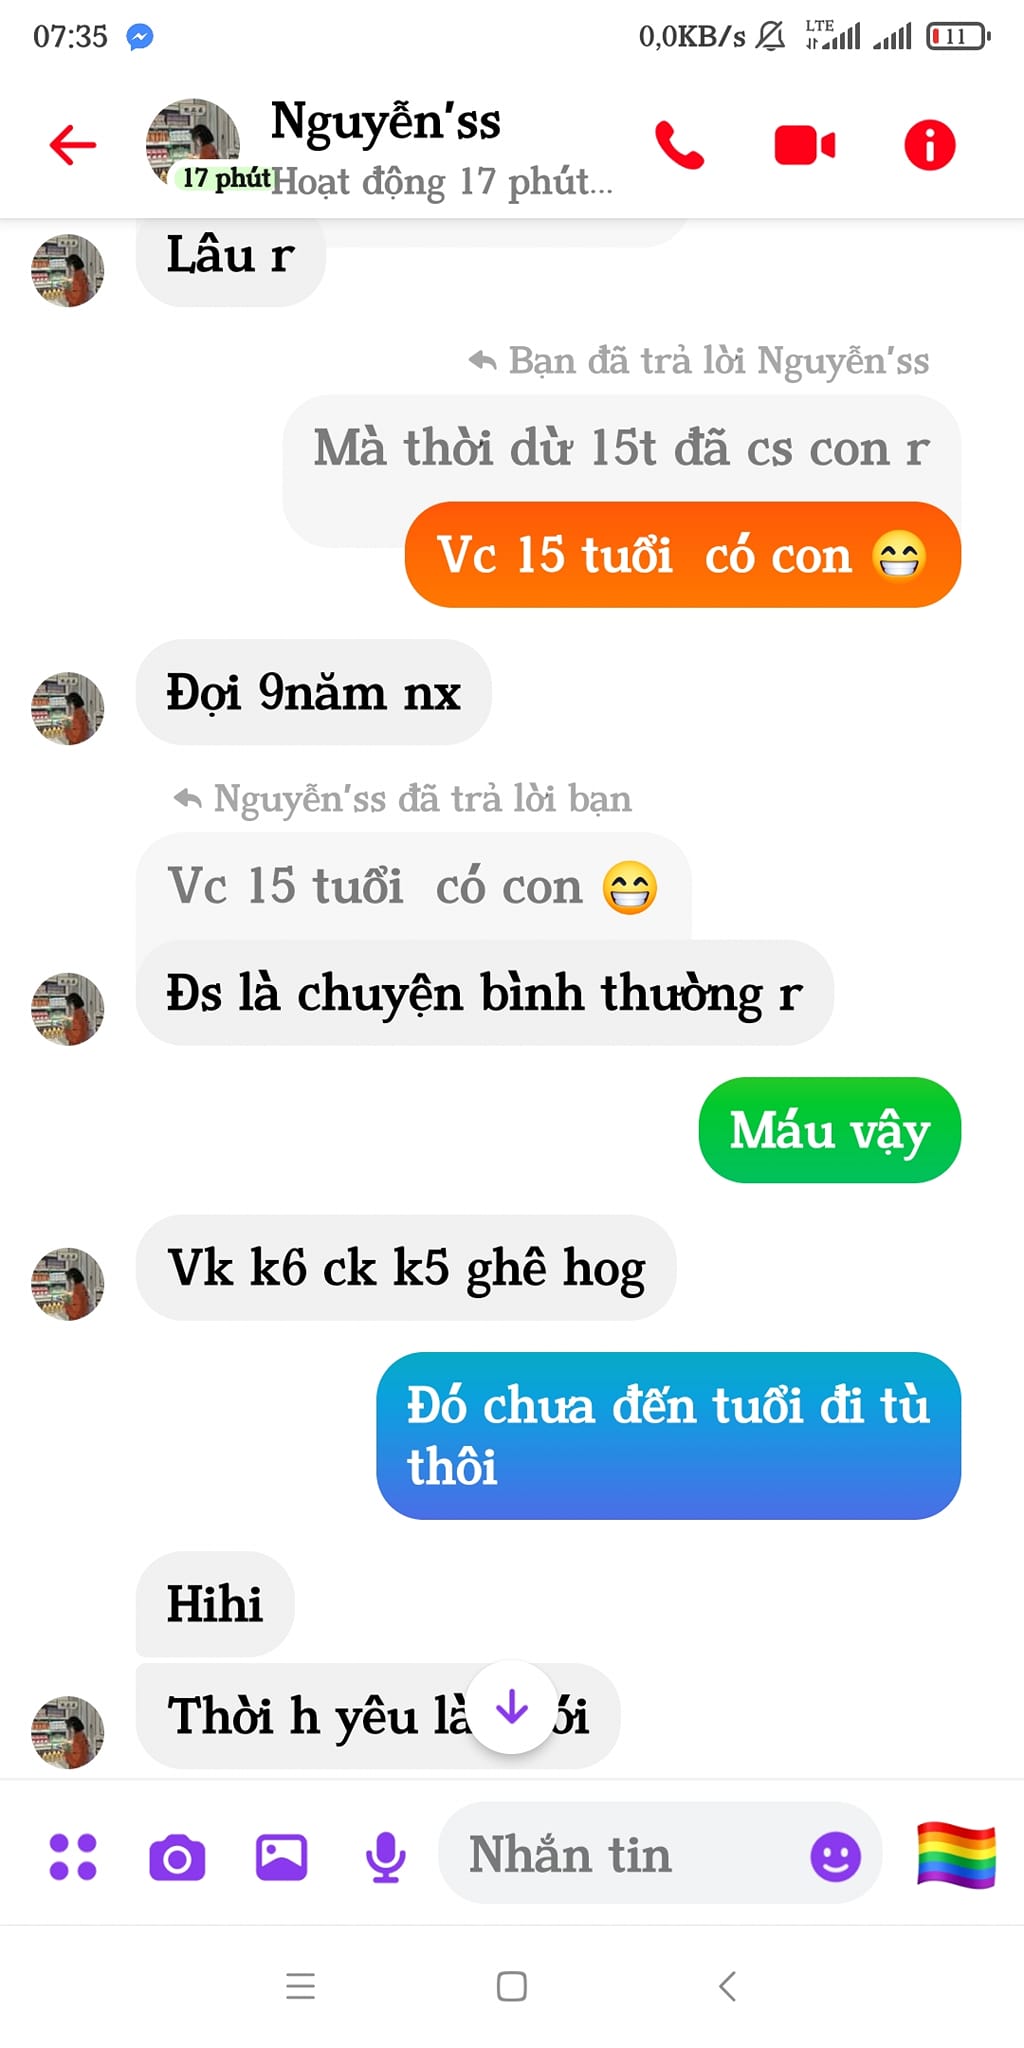 07:35
0,0KB/s
LTE
11
Nguyễn'ss
17 phút
Hoạt động 17 phút...
Lâu r
Bạn đã trả lời Nguyễn'ss
Mà thời dừ 15t đã cs con r
Vc 15 tuổi có con 😁
Đợi 9năm nx
Nguyễn'ss đã trả lời bạn
Vc 15 tuổi có con 😁
Đs là chuyện bình thường r
Máu vậy
Vk k6 ck k5 ghê hog
Đó chưa đến tuổi đi tù
thôi
Hihi
Thời h yêu là
Nhắn tin